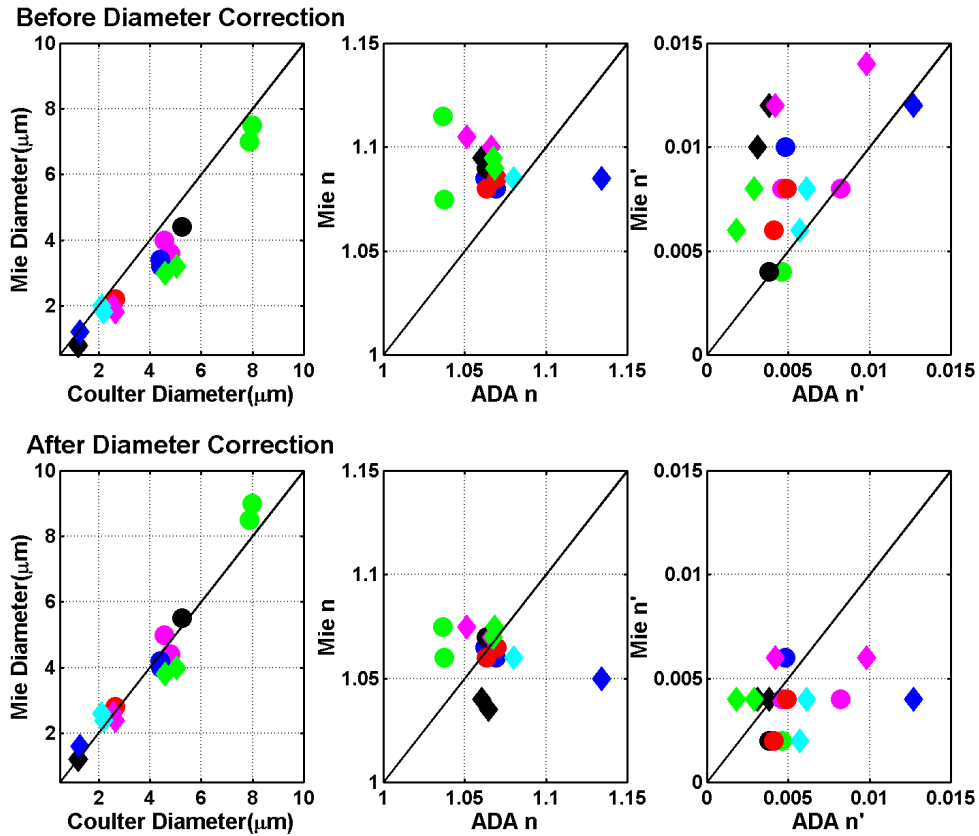 Before Diameter Correction
10
8
6
4
2
2 4 6 8 10
Mie Diameter(μm)
Coulter Diameter(μm)
1.15
1.1
1.05
1
1 1.05 1.1 1.15
Mie n
ADA n
0.015
0.01
0.005
0
0 0.005 0.01 0.015
Mie n'
ADA n'
After Diameter Correction
10
8
6
4
2
2 4 6 8 10
Mie Diameter(μm)
Coulter Diameter(μm)
1.15
1.1
1.05
1
1 1.05 1.1 1.15
Mie n
ADA n
0.015
0.01
0.005
0
0 0.005 0.01 0.015
Mie n'
ADA n'